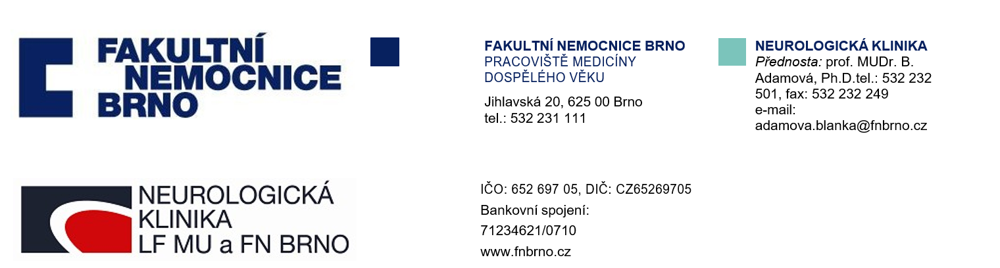 FAKULTNÍ
NEMOCNICE
BRNO
FAKULTNÍ NEMOCNICE BRNO
PRACOVIŠTĚ MEDICÍNY
DOSPĚLÉHO VĚKU
Jihlavská 20, 625 00 Brno
tel.: 532 231 111
NEUROLOGICKÁ KLINIKA
Přednosta: prof. MUDr. B.
Adamová, Ph.D.tel.: 532 232
501, fax: 532 232 249
e-mail:
adamova.blanka@fnbrno.cz
NEUROLOGICKÁ
KLINIKA
LF MU a FN BRNO
IČO: 652 697 05, DIČ: CZ65269705
Bankovní spojení:
71234621/0710
www.fnbrno.cz